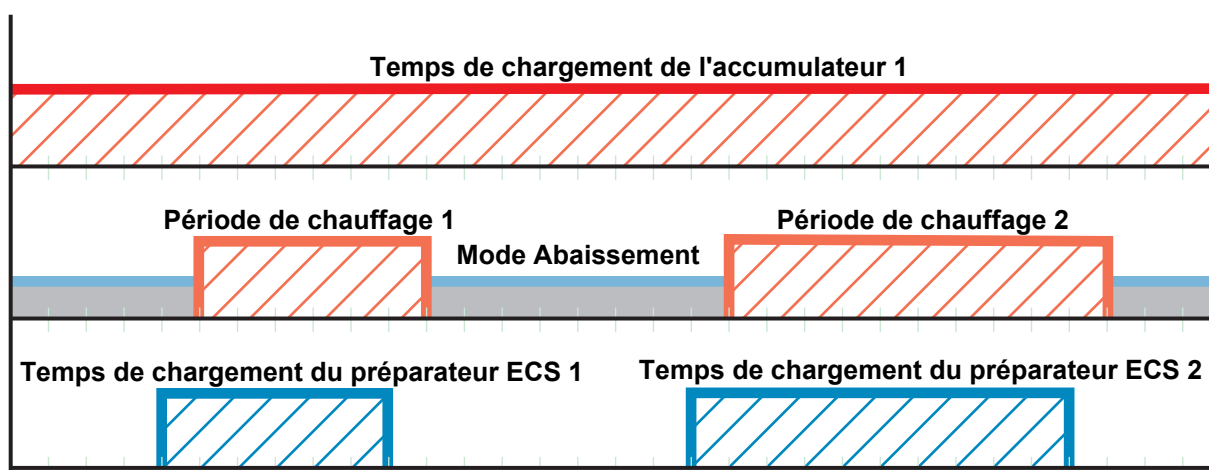 Temps de chargement de l'accumulateur 1
Période de chauffage 1
Période de chauffage 2
Mode Abaissement
Temps de chargement du préparateur ECS 1
Temps de chargement du préparateur ECS 2